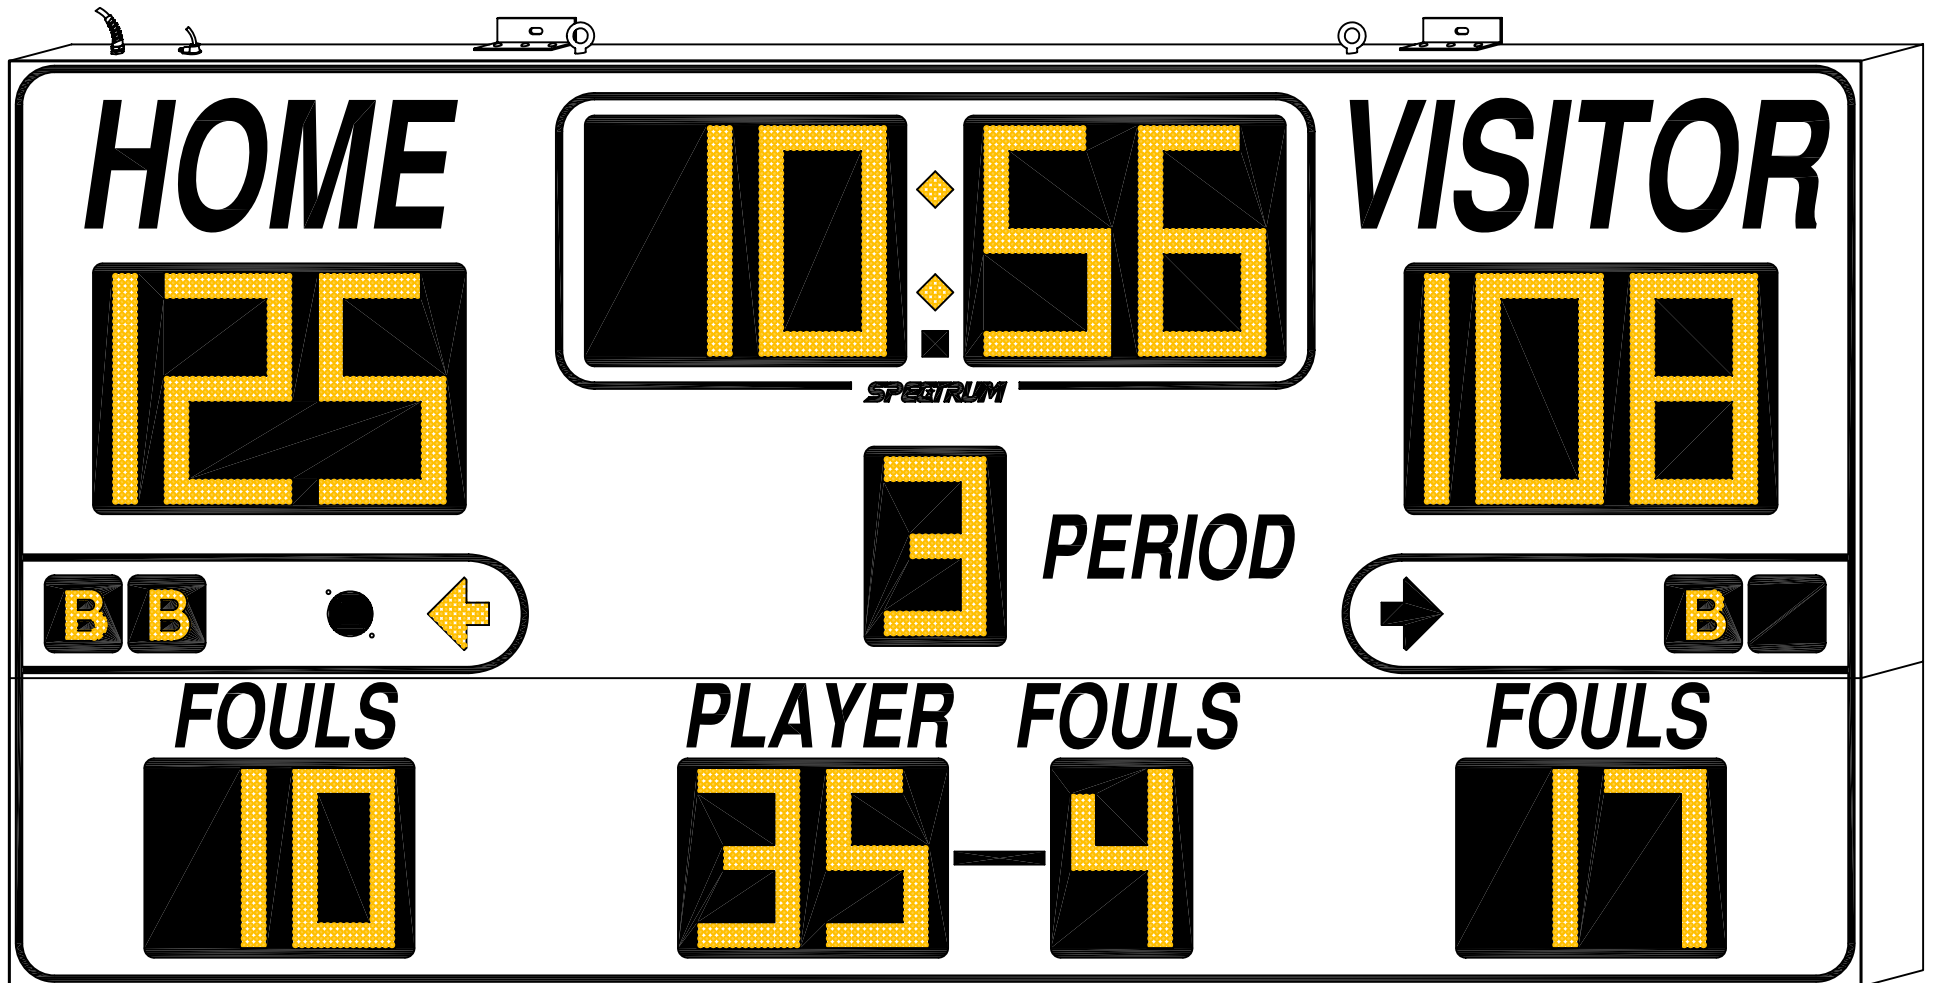 HOME 10:56 VISITOR
125 108
SPECTRUM
3 PERIOD
B B B
FOULS PLAYER FOULS FOULS
10 35-4 17